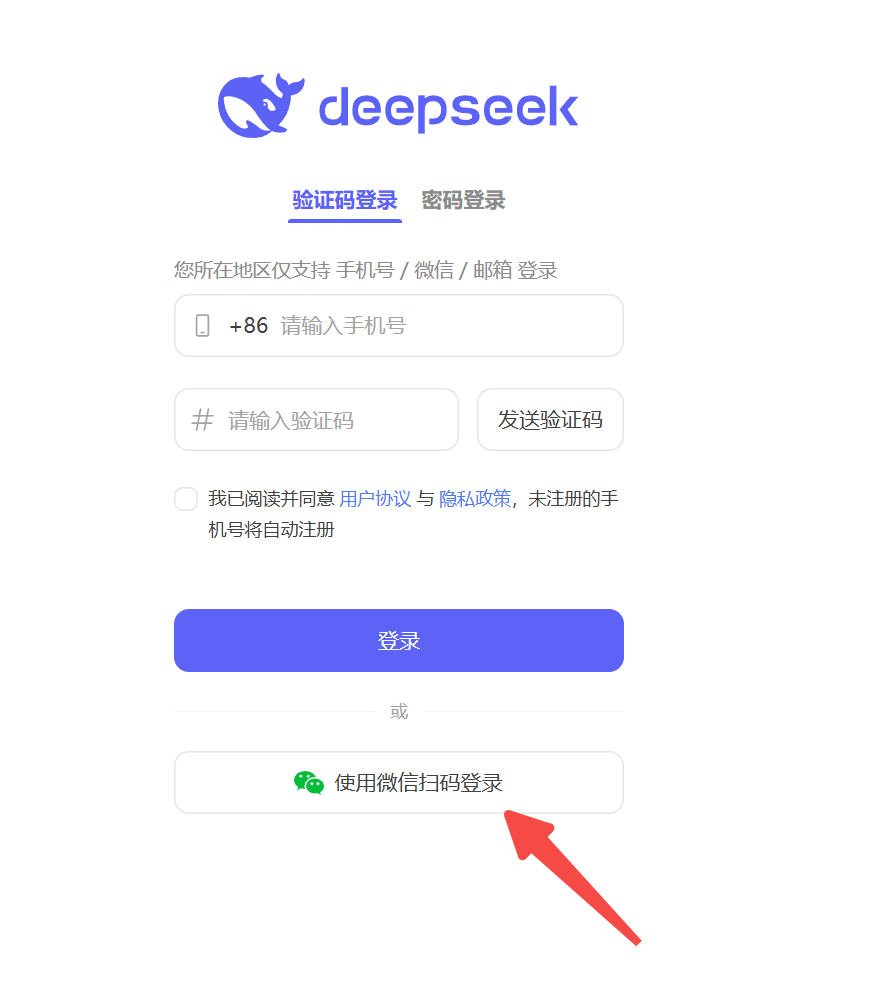 deepseek
验证码登录 密码登录
您所在地区仅支持 手机号 / 微信 / 邮箱 登录
+86 请输入手机号
# 请输入验证码 发送验证码
我已阅读并同意 用户协议 与 隐私政策，未注册的手
机号将自动注册
登录
或
使用微信扫码登录